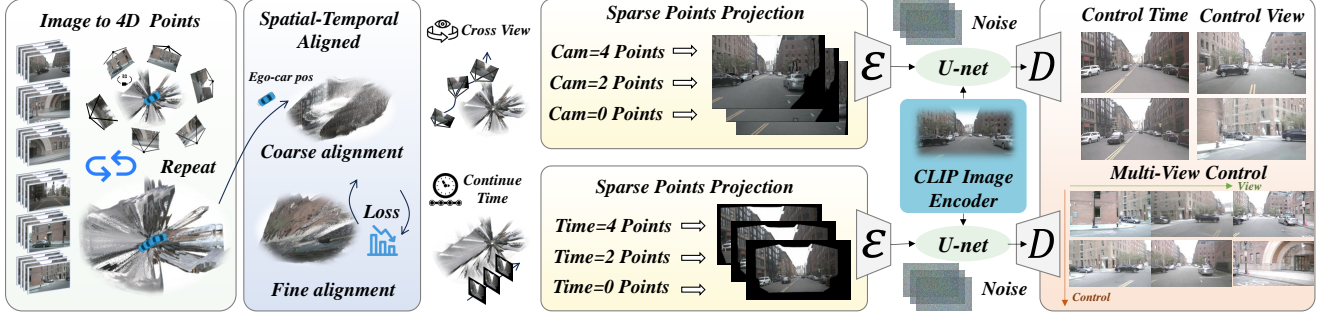 Image to 4D Points
Repeat
Spatial-Temporal
Aligned
Ego-car pos
Coarse alignment
Loss
Fine alignment
Cross View
Continue
Time
Sparse Points Projection
Cam=4 Points
Cam=2 Points
Cam=0 Points
Sparse Points Projection
Time=4 Points
Time=2 Points
Time=0 Points
ε
Noise
U-net
D
CLIP Image
Encoder
ε
U-net
D
Noise
Control Time
Control View
Multi-View Control
View
Control